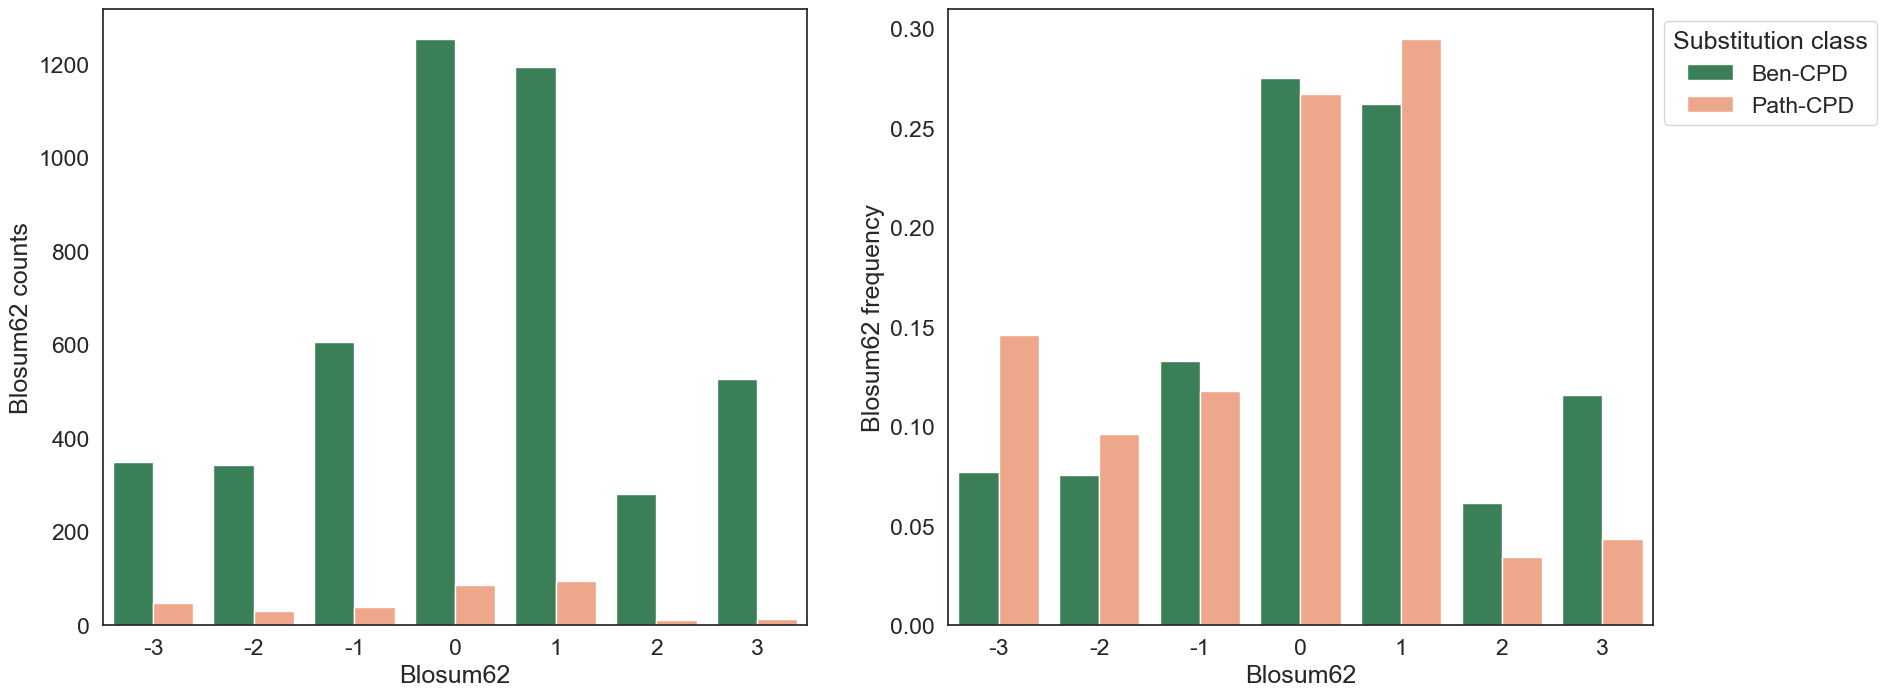 Blosum62 counts
1200
1000
800
600
400
200
0
-3 -2 -1 0 1 2 3
Blosum62
Blosum62 frequency
0.30
0.25
0.20
0.15
0.10
0.05
0.00
-3 -2 -1 0 1 2 3
Blosum62
Substitution class
Ben-CPD
Path-CPD